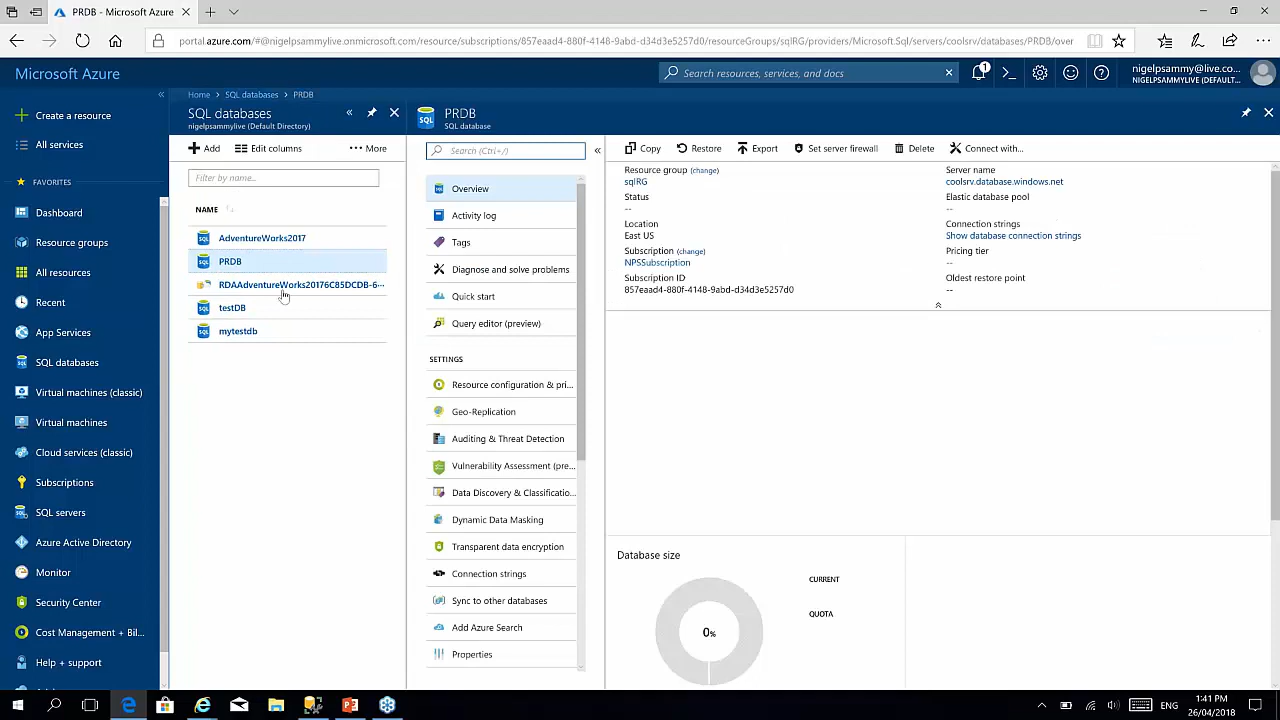 PRDB - Microsoft Azure
portal.azure.com/#@nigelpsammylive.onmicrosoft.com/resource/subscriptions/857eaad4-880f-4148-9abd-d34d3e5257d0/resourceGroups/sqlRG/providers/Microsoft.Sql/servers/coolsrv/databases/PRDB/over
Microsoft Azure
Search resources, services, and docs
1
nigelpsammy@live.co...
NIGELPSAMMYLIVE (DEFAULT...
Create a resource
All services
FAVORITES
Dashboard
Resource groups
All resources
Recent
App Services
SQL databases
Virtual machines (classic)
Virtual machines
Cloud services (classic)
Subscriptions
SQL servers
Azure Active Directory
Monitor
Security Center
Cost Management + Bil...
Help + support
Home > SQL databases > PRDB
SQL databases
nigelpsammylive (Default Directory)
Add
Edit columns
More
Filter by name...
NAME
AdventureWorks2017
PRDB
RDAAdventureWorks20176C85DCDB-6...
testDB
mytestdb
PRDB
SQL database
Search (Ctrl+/)
Overview
Activity log
Tags
Diagnose and solve problems
Quick start
Query editor (preview)
SETTINGS
Resource configuration & pri...
Geo-Replication
Auditing & Threat Detection
Vulnerability Assessment (pre...
Data Discovery & Classificatio...
Dynamic Data Masking
Transparent data encryption
Connection strings
Sync to other databases
Add Azure Search
Properties
Copy
Restore
Export
Set server firewall
Delete
Connect with...
Resource group (change)
sqlRG
Status
--
Location
East US
Subscription (change)
NPSSubscription
Subscription ID
857eaad4-880f-4148-9abd-d34d3e5257d0
Server name
coolsrv.database.windows.net
Elastic database pool
--
Connection strings
Show database connection strings
Pricing tier
--
Oldest restore point
--
Database size
0%
CURRENT
QUOTA
ENG
1:41 PM
26/04/2018